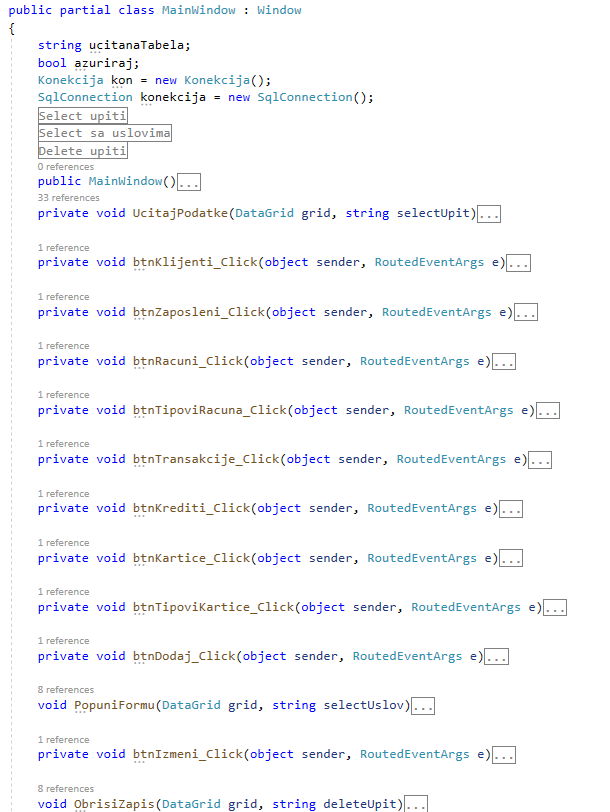 public partial class MainWindow : Window
{
string ucitanaTabela;
bool azuriraj;
Konekcija kon = new Konekcija();
SqlConnection konekcija = new SqlConnection();
Select upiti
Select sa uslovima
Delete upiti
0 references
public MainWindow()...
33 references
private void UcitajPodatke(DataGrid grid, string selectUpit)...
1 reference
private void btnKlijenti_Click(object sender, RoutedEventArgs e)...
1 reference
private void btnZaposleni_Click(object sender, RoutedEventArgs e)...
1 reference
private void btnRacuni_Click(object sender, RoutedEventArgs e)...
1 reference
private void btnTipoviRacuna_Click(object sender, RoutedEventArgs e)...
1 reference
private void btnTransakcije_Click(object sender, RoutedEventArgs e)...
1 reference
private void btnKrediti_Click(object sender, RoutedEventArgs e)...
1 reference
private void btnKartice_Click(object sender, RoutedEventArgs e)...
1 reference
private void btnTipoviKartice_Click(object sender, RoutedEventArgs e)...
1 reference
private void btnDodaj_Click(object sender, RoutedEventArgs e)...
8 references
void PopuniFormu(DataGrid grid, string selectUslov)...
1 reference
private void btnIzmeni_Click(object sender, RoutedEventArgs e)...
8 references
void ObrisiZapis(DataGrid grid, string deleteUpit)...